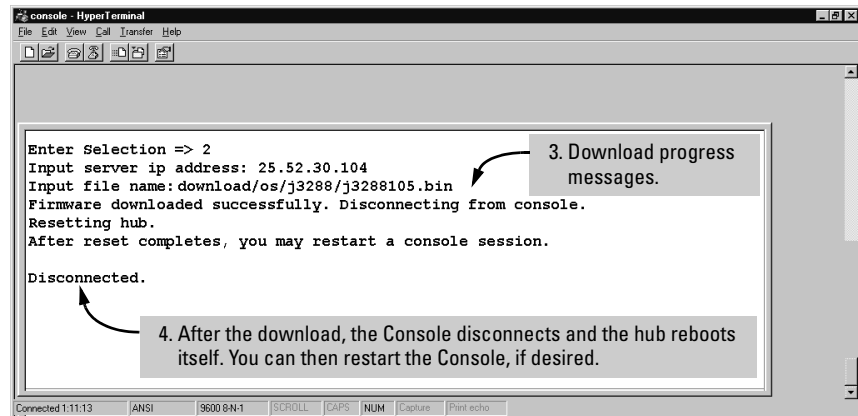 console - HyperTerminal
File Edit View Call Transfer Help
Enter Selection => 2
Input server ip address: 25.52.30.104
Input file name:download/os/j3288/j3288105.bin
Firmware downloaded successfully. Disconnecting from console.
Resetting hub.
After reset completes, you may restart a console session.
Disconnected.
3. Download progress
messages.
4. After the download, the Console disconnects and the hub reboots
itself. You can then restart the Console, if desired.
Connected 1:11:13 ANSI 9600 8-N-1 SCROLL CAPS NUM Capture Print echo